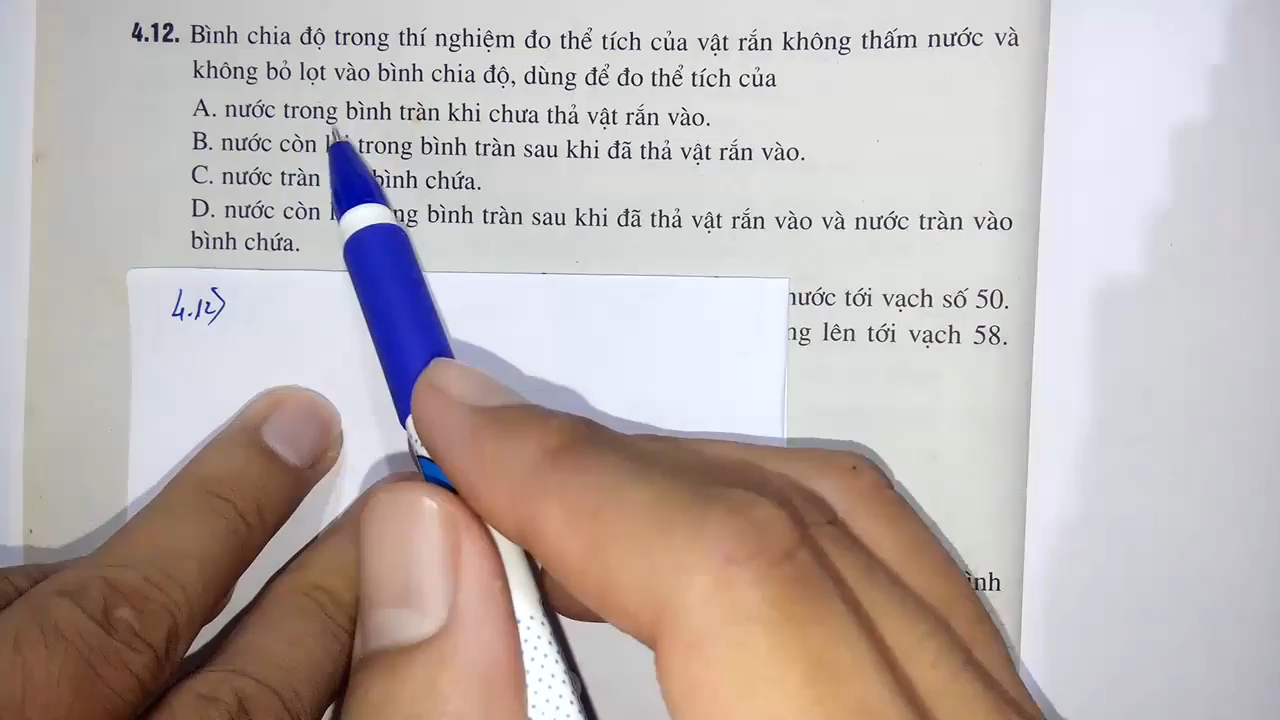 4.12. Bình chia độ trong thí nghiệm đo thể tích của vật rắn không thấm nước và
không bỏ lọt vào bình chia độ, dùng để đo thể tích của
A. nước trong bình tràn khi chưa thả vật rắn vào.
B. nước còn trong bình tràn sau khi đã thả vật rắn vào.
C. nước tràn bình chứa.
D. nước còn bình tràn sau khi đã thả vật rắn vào và nước tràn vào
bình chứa.
4.12)
nước tới vạch số 50.
lên tới vạch 58.